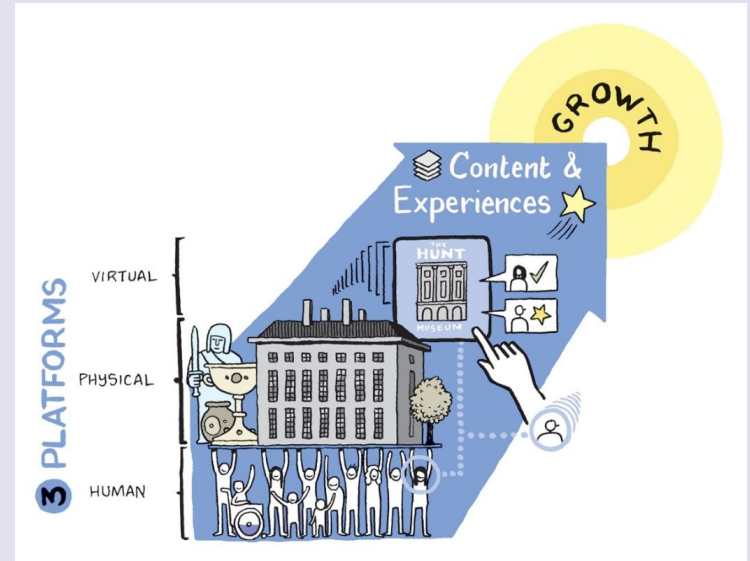 GROWTH
Content &
Experiences
THE
HUNT
MUSEUM
3 PLATFORMS
VIRTUAL
PHYSICAL
HUMAN